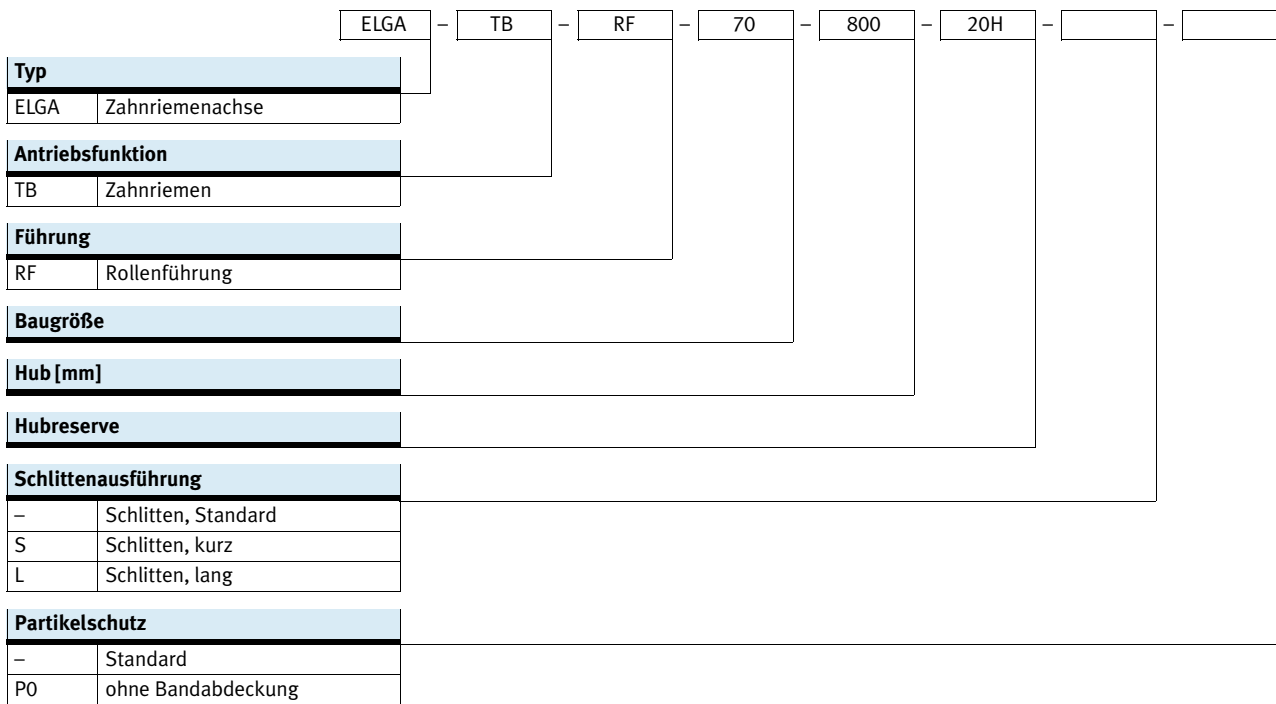 ELGA – TB – RF – 70 – 800 – 20H – –
Typ
ELGA Zahnriemenachse
Antriebsfunktion
TB Zahnriemen
Führung
RF Rollenführung
Baugröße
Hub [mm]
Hubreserve
Schlittenausführung
– Schlitten, Standard
S Schlitten, kurz
L Schlitten, lang
Partikelschutz
– Standard
P0 ohne Bandabdeckung